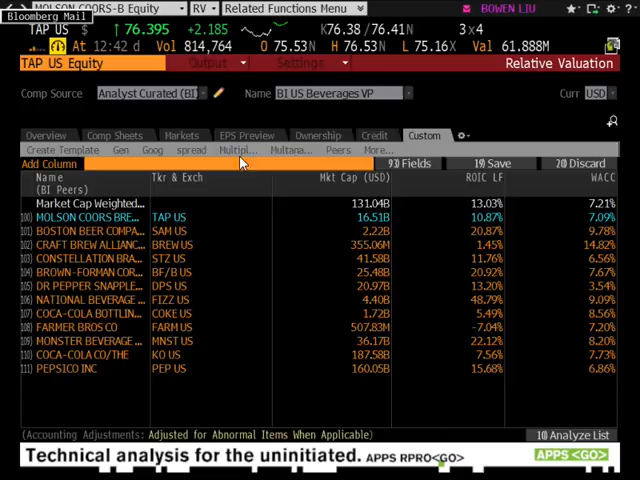 MOLSON COORS-B Equity RV Related Functions Menu BOWEN LIU
Bloomberg Mail
TAP US $ ↑ 76.395 +2.185 K76.38 / 76.41N 3x4
At 12:42 d Vol 814,764 O 75.53N H 76.53N L 75.16X Val 61.888M
TAP US Equity Output Settings Relative Valuation
Comp Source Analyst Curated (BI) Name BI US Beverages VP Curr USD
Overview Comp Sheets Markets EPS Preview Ownership Credit Custom
Create Template Gen Goog spread Multipl... Multana... Peers More...
Add Column 93) Fields 19) Save 20) Discard
Name Tkr & Exch Mkt Cap (USD) ROIC LF WACC
(BI Peers)
Market Cap Weighted... 131.04B 13.03% 7.21%
100) MOLSON COORS BRE... TAP US 16.51B 10.87% 7.09%
101) BOSTON BEER COMPA... SAM US 2.22B 20.87% 9.78%
102) CRAFT BREW ALLIANC... BREW US 355.06M 1.45% 14.82%
103) CONSTELLATION BRA... STZ US 41.58B 11.76% 6.56%
104) BROWN-FORMAN COR... BF/B US 25.48B 20.92% 7.67%
105) DR PEPPER SNAPPLE... DPS US 20.97B 13.20% 3.54%
106) NATIONAL BEVERAGE ... FIZZ US 4.40B 48.79% 9.09%
107) COCA-COLA BOTTLIN... COKE US 1.72B 5.49% 8.56%
108) FARMER BROS CO FARM US 507.83M -7.04% 7.20%
109) MONSTER BEVERAGE ... MNST US 36.17B 22.12% 8.20%
110) COCA-COLA CO/THE KO US 187.58B 7.56% 7.73%
111) PEPSICO INC PEP US 160.05B 15.68% 6.86%
(Accounting Adjustments: Adjusted for Abnormal Items When Applicable) 10) Analyze List
Technical analysis for the uninitiated. APPS RPRO<GO> APPS <GO>